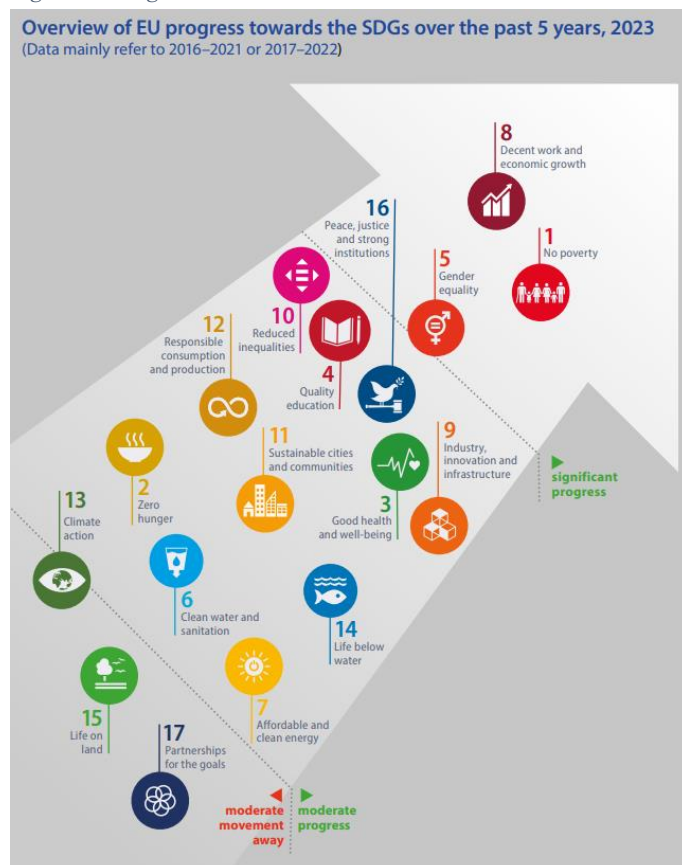 Overview of EU progress towards the SDGs over the past 5 years, 2023
(Data mainly refer to 2016–2021 or 2017–2022)
8
Decent work and
economic growth
16
Peace, justice
and strong
institutions
1
No poverty
5
Gender
equality
10
Reduced
inequalities
12
Responsible
consumption
and production
4
Quality
education
11
Sustainable cities
and communities
9
Industry,
innovation and
infrastructure
significant
progress
2
Zero
hunger
13
Climate
action
3
Good health
and well-being
6
Clean water and
sanitation
14
Life below
water
7
Affordable and
clean energy
15
Life on
land
17
Partnerships
for the goals
moderate
movement
away
moderate
progress